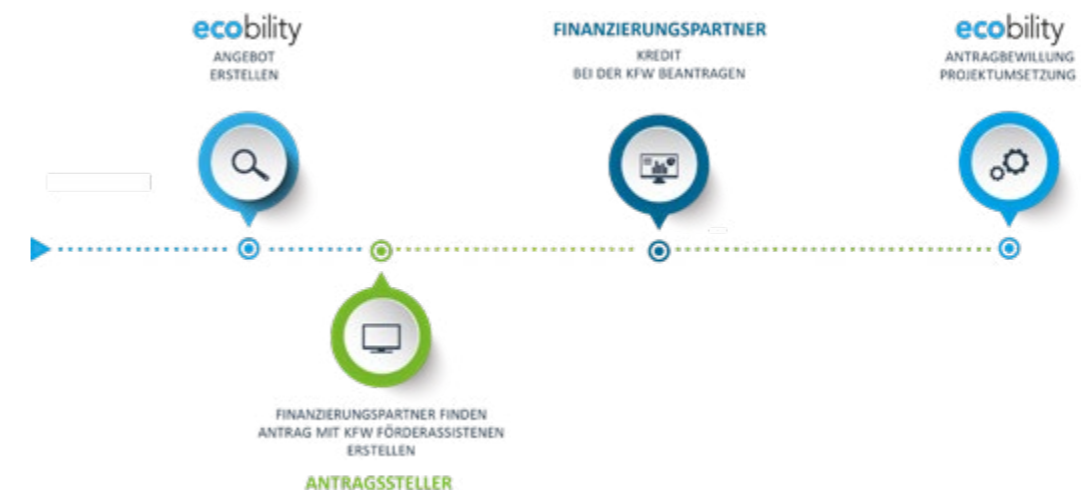 ecobility
ANGEBOT
ERSTELLEN
FINANZIERUNGSPARTNER
KREDIT
BEI DER KFW BEANTRAGEN
ecobility
ANTRAGBEWILLUNG
PROJEKTUMSETZUNG
FINANZIERUNGSPARTNER FINDEN
ANTRAG MIT KFW FÖRDERASSISTENEN
ERSTELLEN
ANTRAGSSTELLER